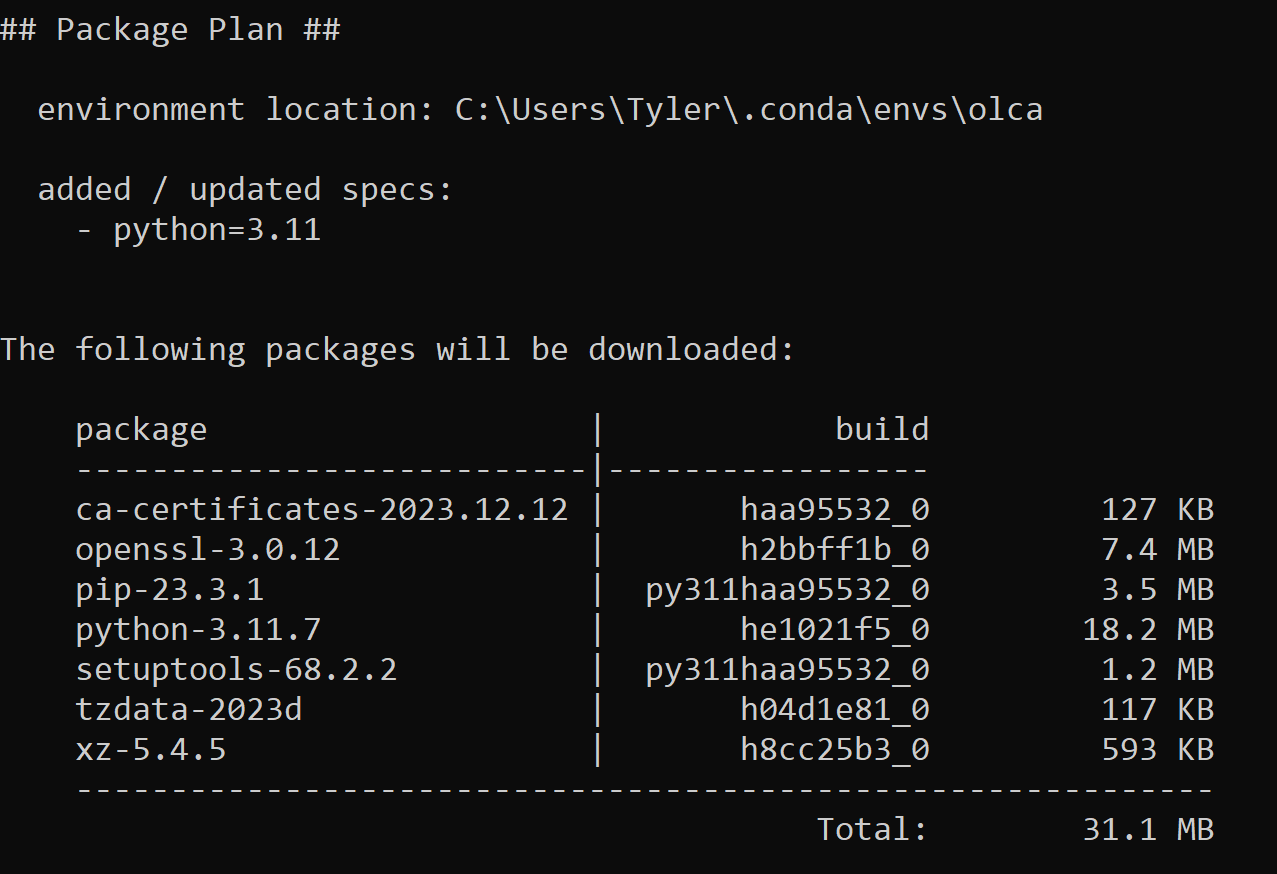 ## Package Plan ##
environment location: C:\Users\Tyler\.conda\envs\olca
added / updated specs:
- python=3.11
The following packages will be downloaded:
package | build
---------------------------|-----------------
ca-certificates-2023.12.12 | haa95532_0 127 KB
openssl-3.0.12 | h2bbff1b_0 7.4 MB
pip-23.3.1 | py311haa95532_0 3.5 MB
python-3.11.7 | he1021f5_0 18.2 MB
setuptools-68.2.2 | py311haa95532_0 1.2 MB
tzdata-2023d | h04d1e81_0 117 KB
xz-5.4.5 | h8cc25b3_0 593 KB
------------------------------------------------------------
Total: 31.1 MB